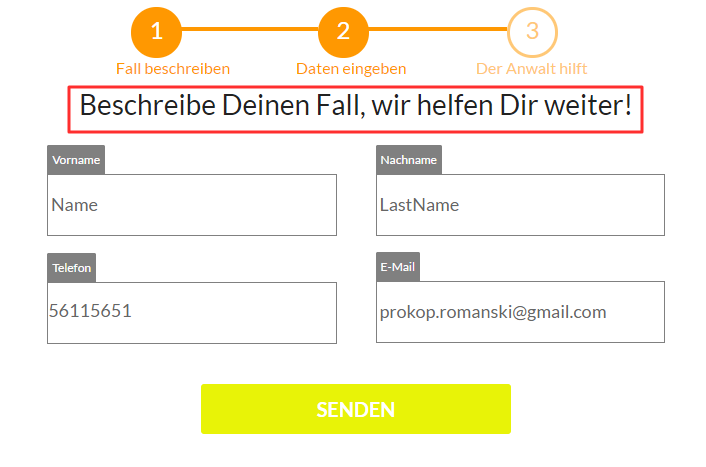 1 2 3
Fall beschreiben Daten eingeben Der Anwalt hilft
Beschreibe Deinen Fall, wir helfen Dir weiter!
Vorname Nachname
Name LastName
Telefon E-Mail
56115651 prokop.romanski@gmail.com
SENDEN